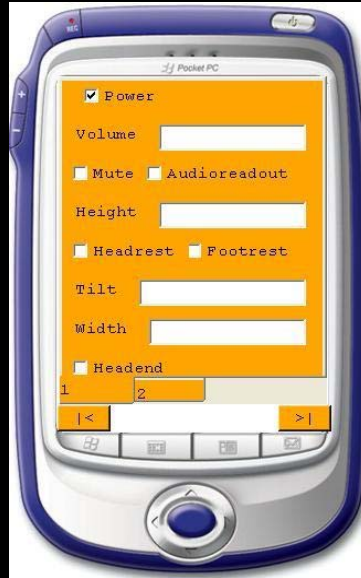 REC
Pocket PC
Power
Volume
Mute Audioreadout
Height
Headrest Footrest
Tilt
Width
Headend
1 2
|< >|